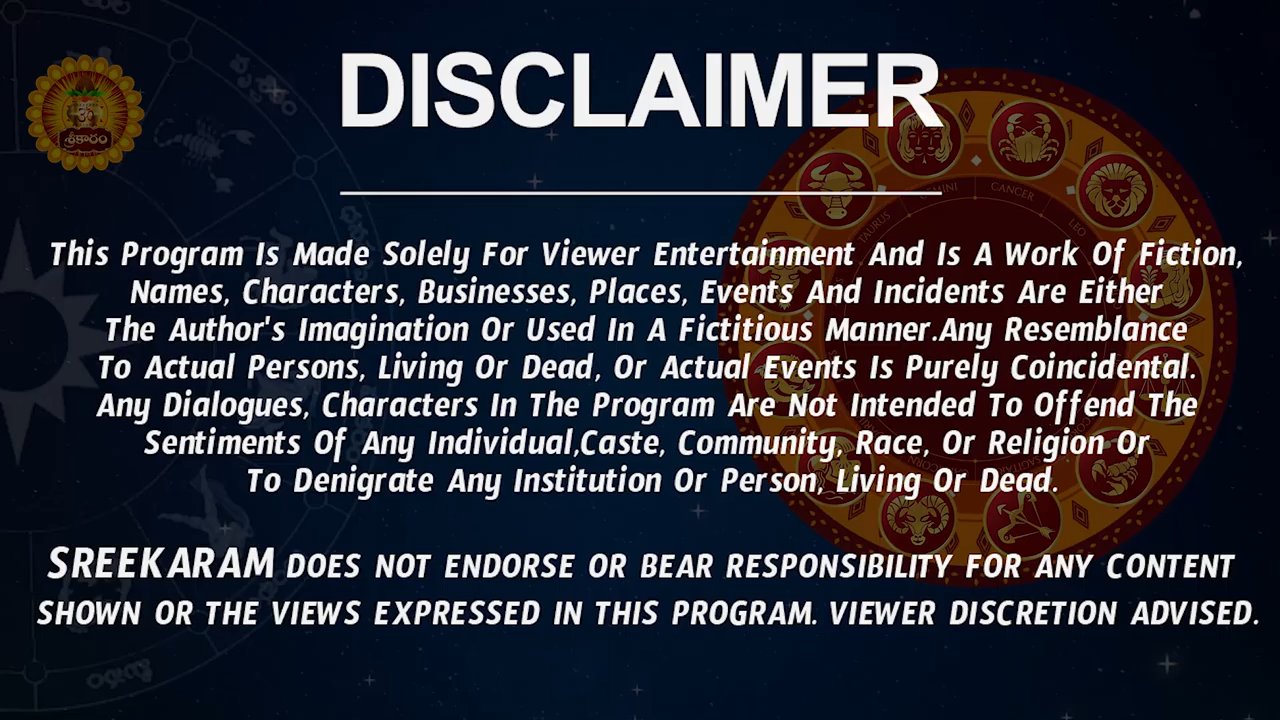 DISCLAIMER
శ్రీకారం
GEMINI
CANCER
TAURUS
LEO
This Program Is Made Solely For Viewer Entertainment And Is A Work Of Fiction,
Names, Characters, Businesses, Places, Events And Incidents Are Either
The Author's Imagination Or Used In A Fictitious Manner.Any Resemblance
To Actual Persons, Living Or Dead, Or Actual Events Is Purely Coincidental.
Any Dialogues, Characters In The Program Are Not Intended To Offend The
Sentiments Of Any Individual,Caste, Community, Race, Or Religion Or
To Denigrate Any Institution Or Person, Living Or Dead.
SREEKARAM DOES NOT ENDORSE OR BEAR RESPONSIBILITY FOR ANY CONTENT
SHOWN OR THE VIEWS EXPRESSED IN THIS PROGRAM. VIEWER DISCRETION ADVISED.